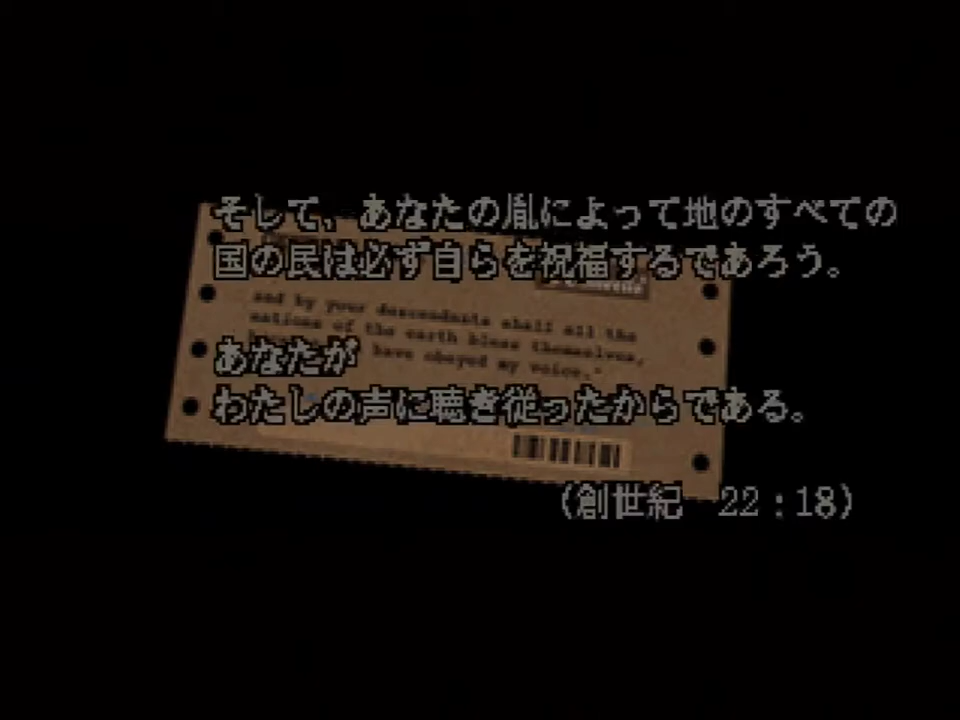 そして、あなたの胤によって地のすべての
国の民は必ず自らを祝福するであろう。
and by your descendants shall all the
nations of the earth bless themselves,
have obeyed my voice."
あなたが
わたしの声に聴き従ったからである。
(創世紀 22:18)